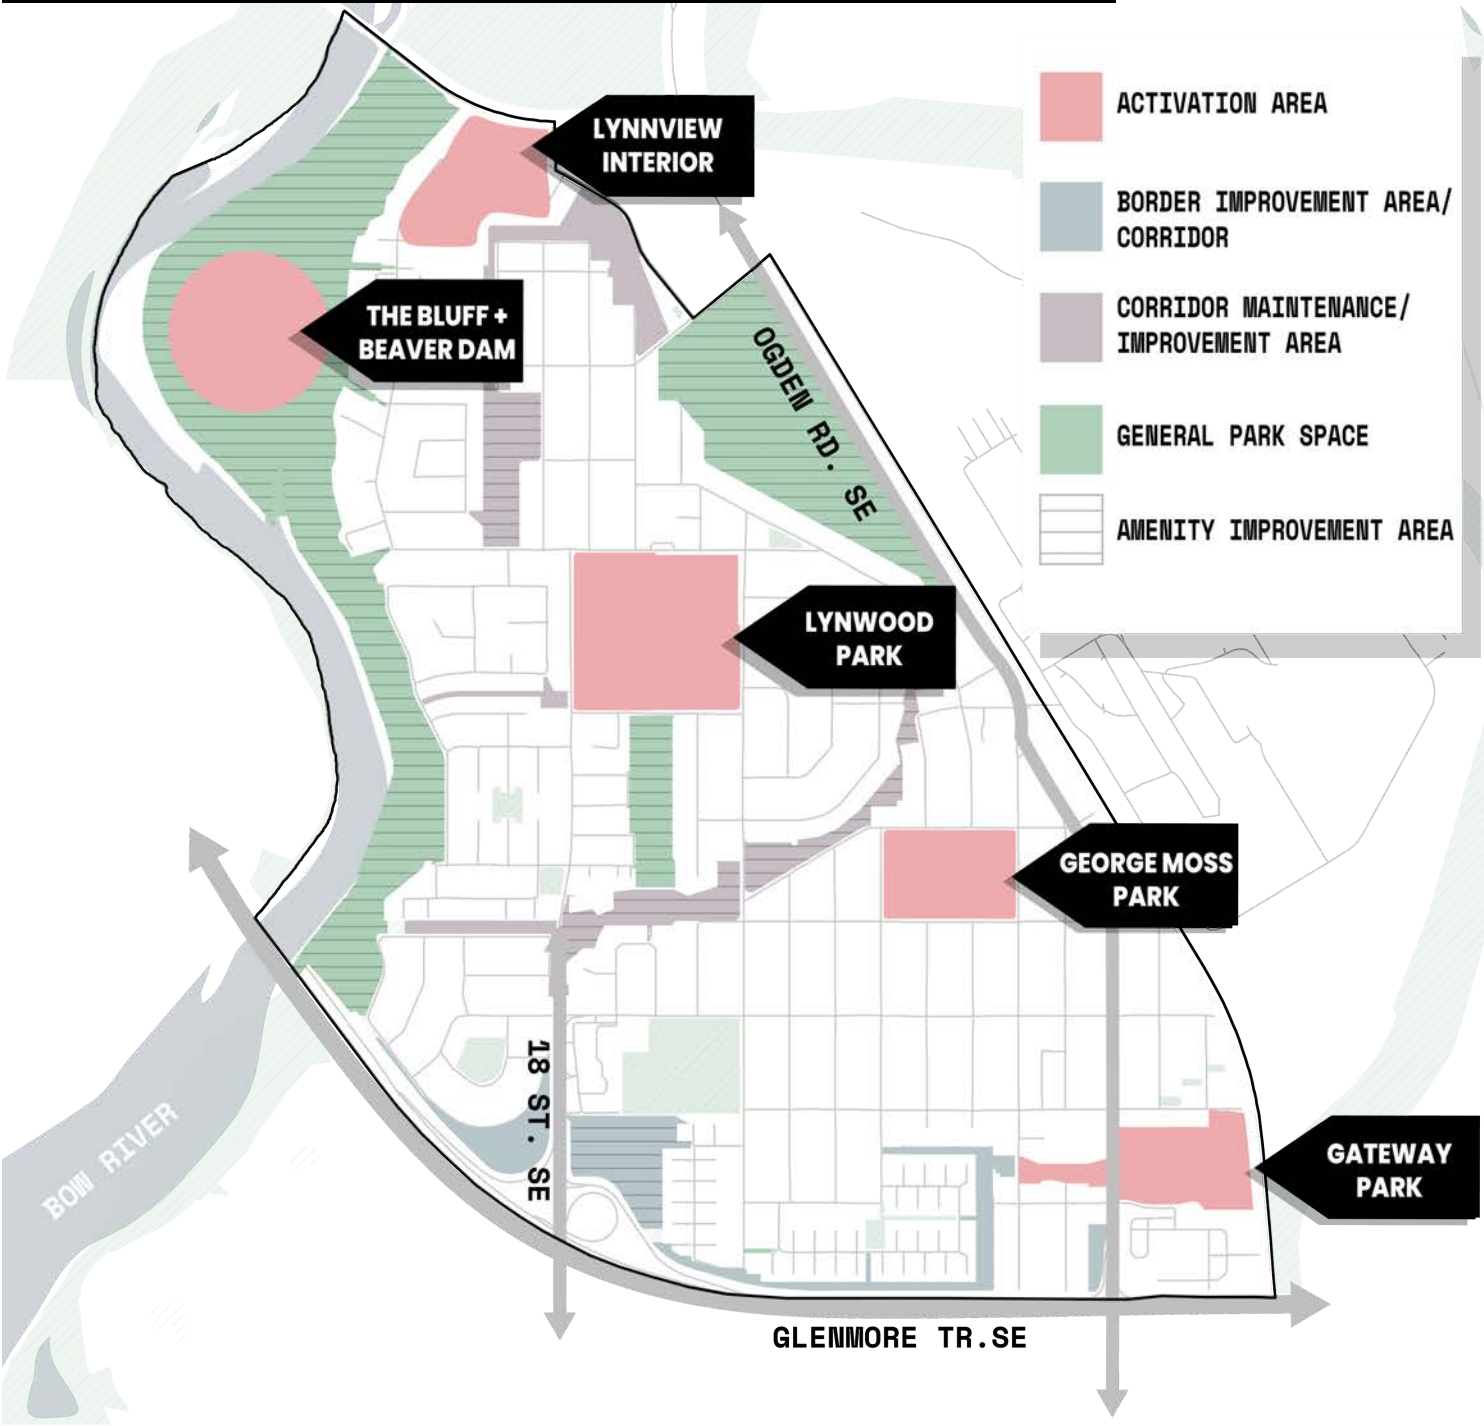 LYNNVIEW
INTERIOR
THE BLUFF +
BEAVER DAM
OGDEN RD. SE
LYNWOOD
PARK
GEORGE MOSS
PARK
GATEWAY
PARK
18 ST. SE
BOW RIVER
GLENMORE TR.SE
ACTIVATION AREA
BORDER IMPROVEMENT AREA/
CORRIDOR
CORRIDOR MAINTENANCE/
IMPROVEMENT AREA
GENERAL PARK SPACE
AMENITY IMPROVEMENT AREA